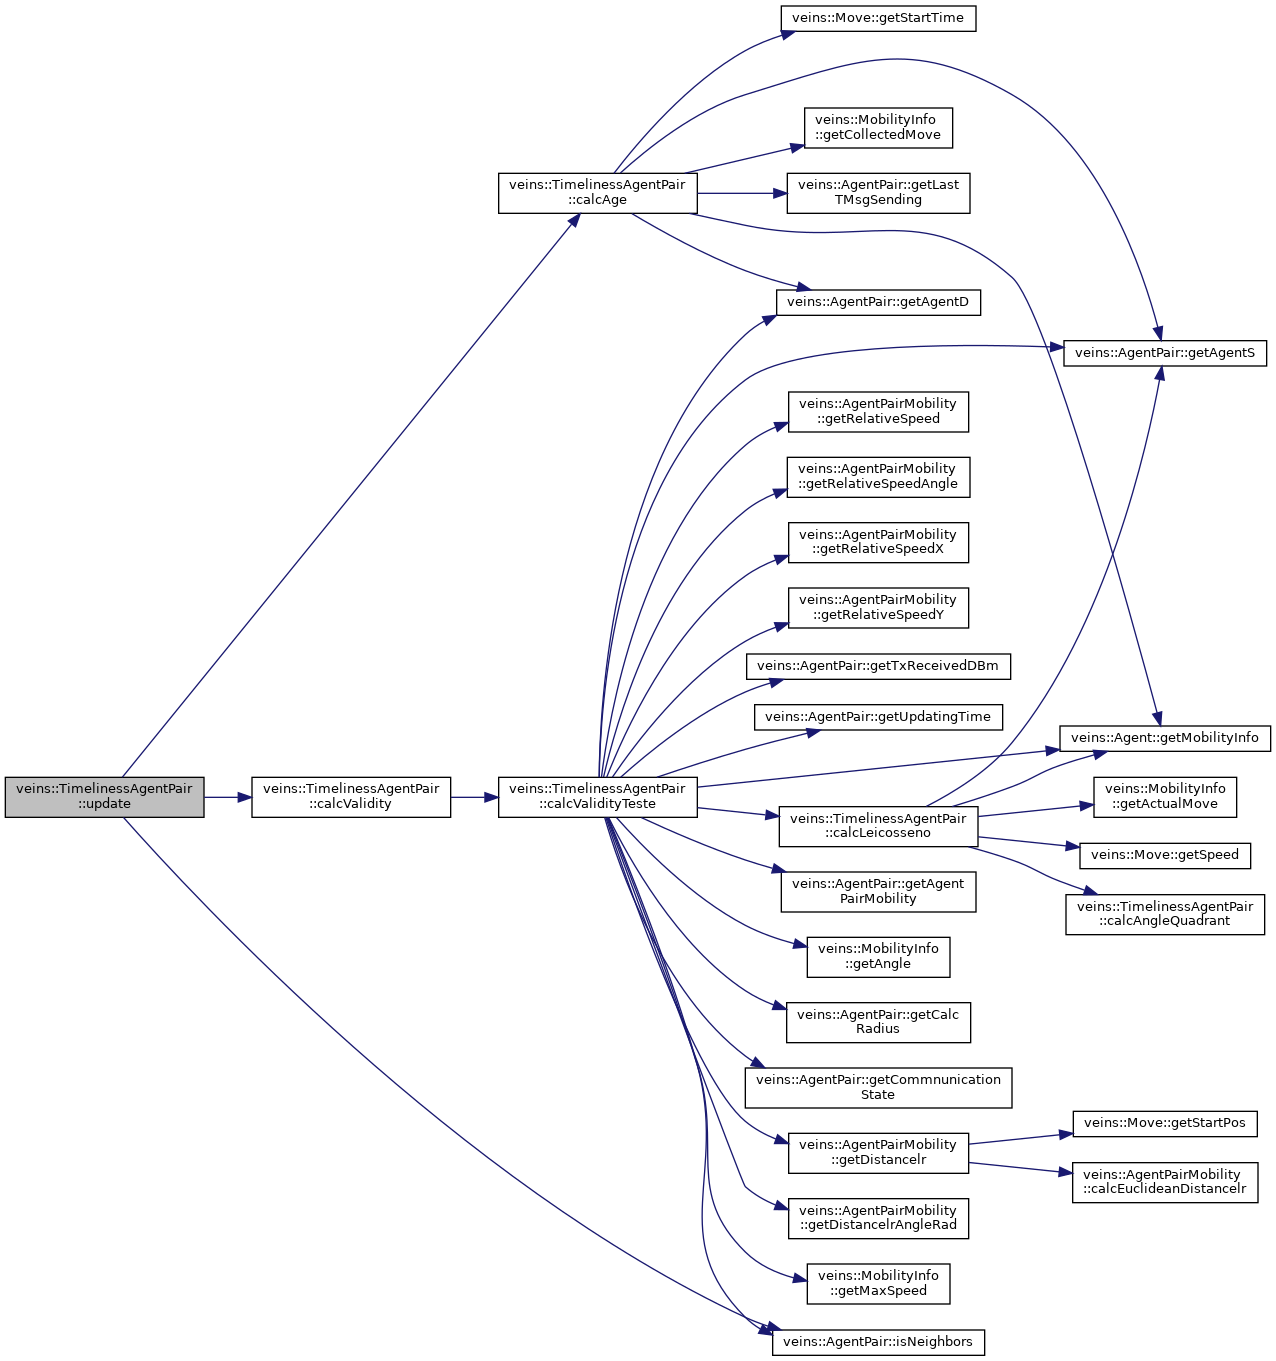 veins::Move::getStartTime
veins::MobilityInfo
::getCollectedMove
veins::TimelinessAgentPair
::calcAge
veins::AgentPair::getLast
TMsgSending
veins::AgentPair::getAgentD
veins::AgentPair::getAgentS
veins::AgentPairMobility
::getRelativeSpeed
veins::AgentPairMobility
::getRelativeSpeedAngle
veins::AgentPairMobility
::getRelativeSpeedX
veins::AgentPairMobility
::getRelativeSpeedY
veins::AgentPair::getTxReceivedDBm
veins::AgentPair::getUpdatingTime
veins::Agent::getMobilityInfo
veins::TimelinessAgentPair
::update
veins::TimelinessAgentPair
::calcValidity
veins::TimelinessAgentPair
::calcValidityTeste
veins::TimelinessAgentPair
::calcLeicosseno
veins::MobilityInfo
::getActualMove
veins::Move::getSpeed
veins::AgentPair::getAgent
PairMobility
veins::TimelinessAgentPair
::calcAngleQuadrant
veins::MobilityInfo
::getAngle
veins::AgentPair::getCalc
Radius
veins::AgentPair::getCommnunication
State
veins::AgentPairMobility
::getDistanceIr
veins::Move::getStartPos
veins::AgentPairMobility
::calcEuclideanDistanceIr
veins::AgentPairMobility
::getDistanceIrAngleRad
veins::MobilityInfo
::getMaxSpeed
veins::AgentPair::isNeighbors